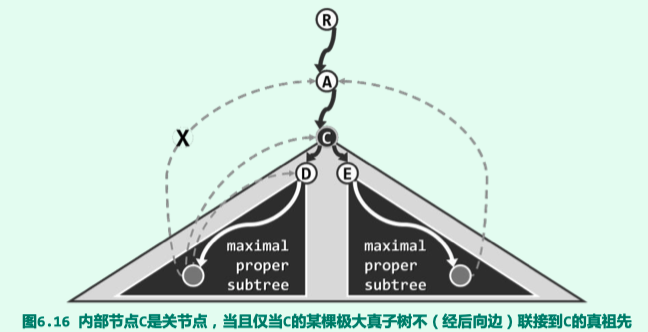 R
A
X
C
D
E
maximal
proper
subtree
maximal
proper
subtree
图6.16 内部节点C是关节点，当且仅当C的某棵极大真子树不（经后向边）联接到C的真祖先